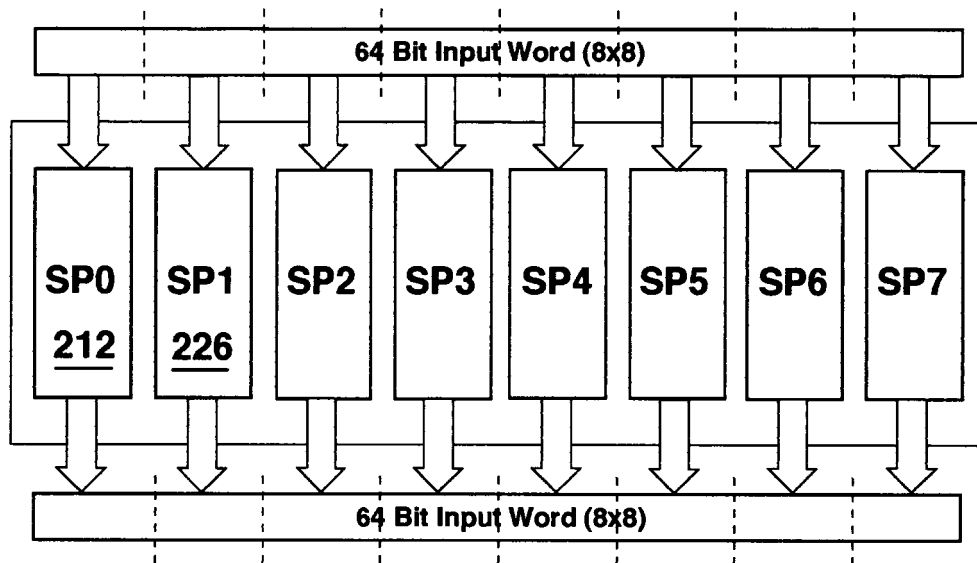 64 Bit Input Word (8x8)
SP0 SP1 SP2 SP3 SP4 SP5 SP6 SP7
212 226
64 Bit Input Word (8x8)